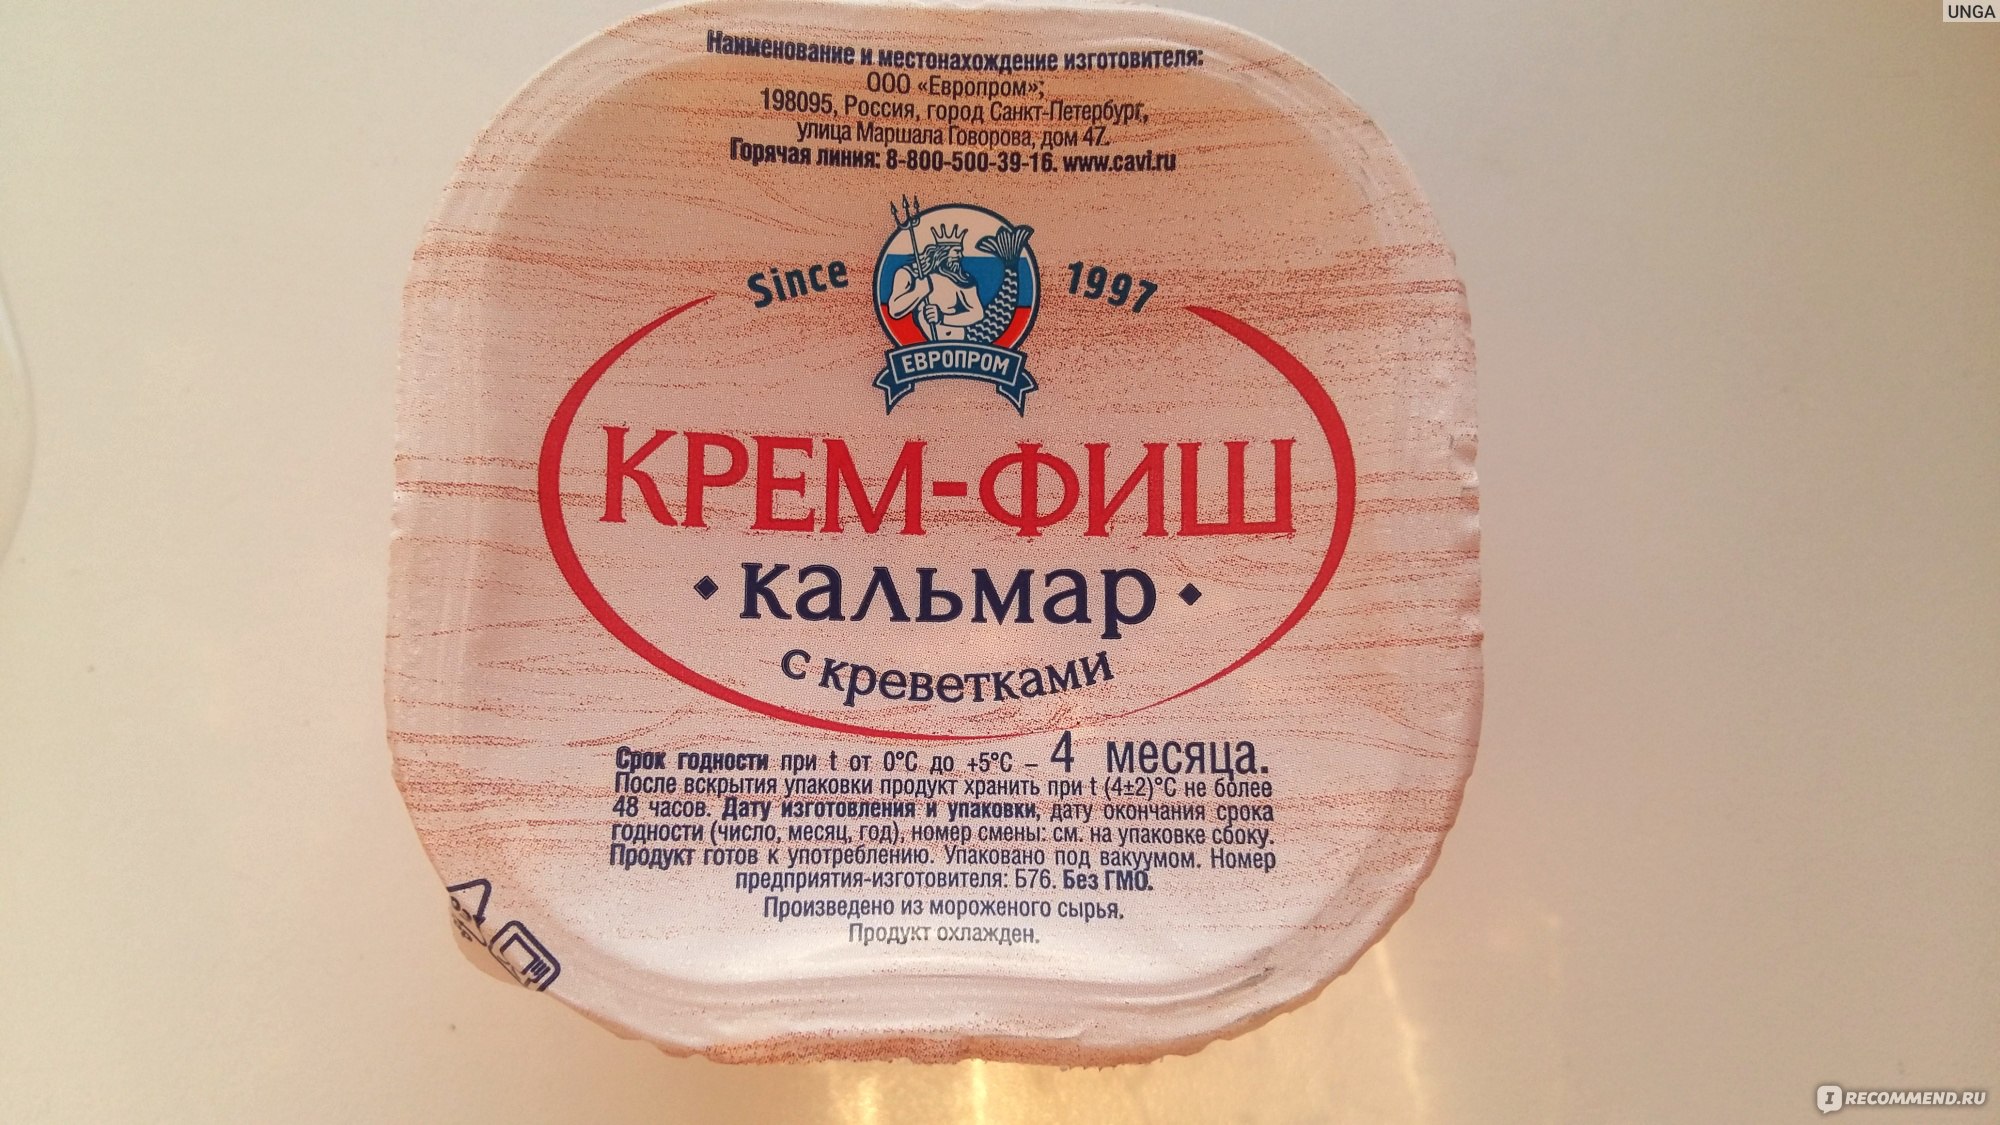 UNGA
Наименование и местонахождение изготовителя:
ООО «Европром»;
198095, Россия, город Санкт-Петербург,
улица Маршала Говорова, дом 47.
Горячая линия: 8-800-500-39-16. www.cavi.ru
Since 1997
ЕВРОПРОМ
КРЕМ-ФИШ
кальмар
с креветками
Срок годности при t от 0°С до +5°С – 4 месяца.
После вскрытия упаковки продукт хранить при t (4±2)°С не более
48 часов. Дату изготовления и упаковки, дату окончания срока
годности (число, месяц, год), номер смены: см. на упаковке сбоку.
Продукт готов к употреблению. Упаковано под вакуумом. Номер
предприятия-изготовителя: Б76. Без ГМО.
Произведено из мороженого сырья.
Продукт охлажден.
IRECOMMEND.RU